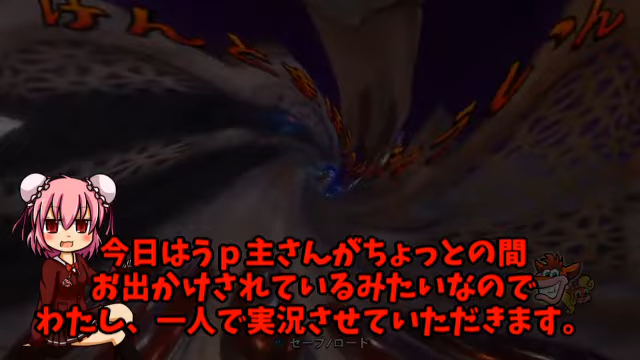 今日はうｐ主さんがちょっとの間
お出かけされているみたいなので
わたし、一人で実況させていただきます。
セーブ/ロード